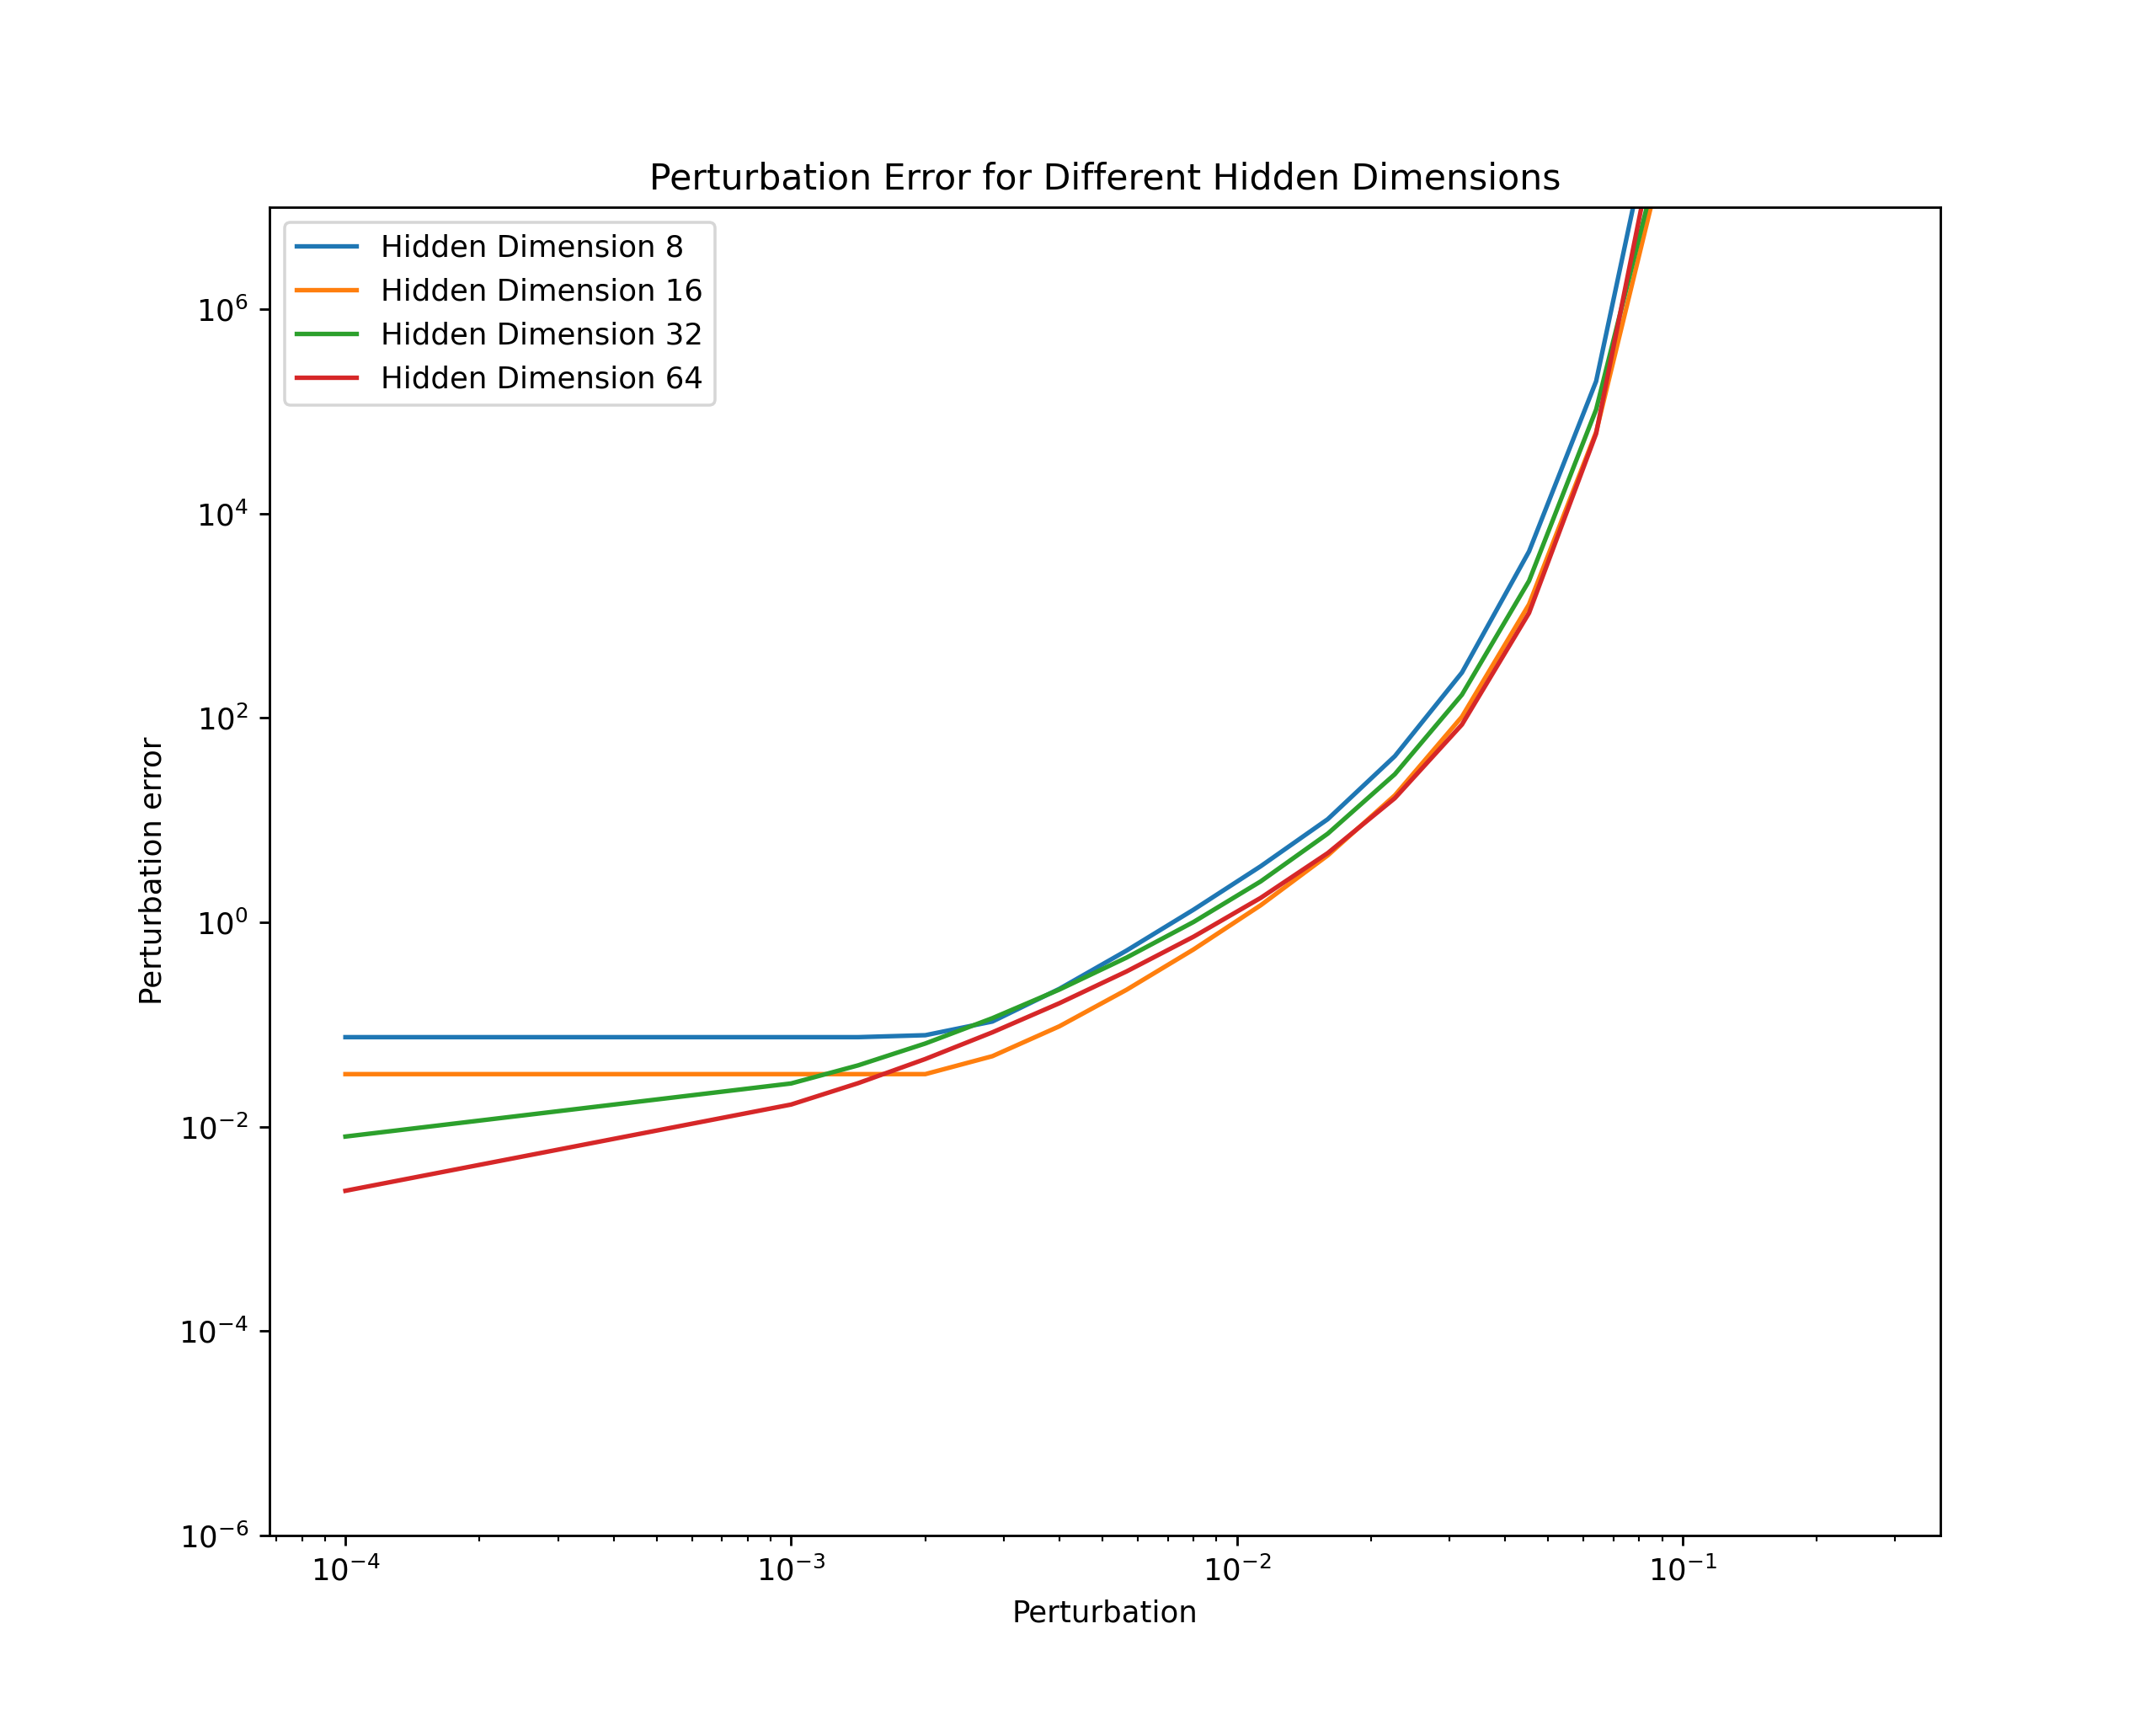 Perturbation Error for Different Hidden Dimensions
Hidden Dimension 8
Hidden Dimension 16
Hidden Dimension 32
Hidden Dimension 64
10⁶
10⁴
10²
10⁰
10⁻²
10⁻⁴
10⁻⁶
Perturbation error
10⁻⁴ 10⁻³ 10⁻² 10⁻¹
Perturbation